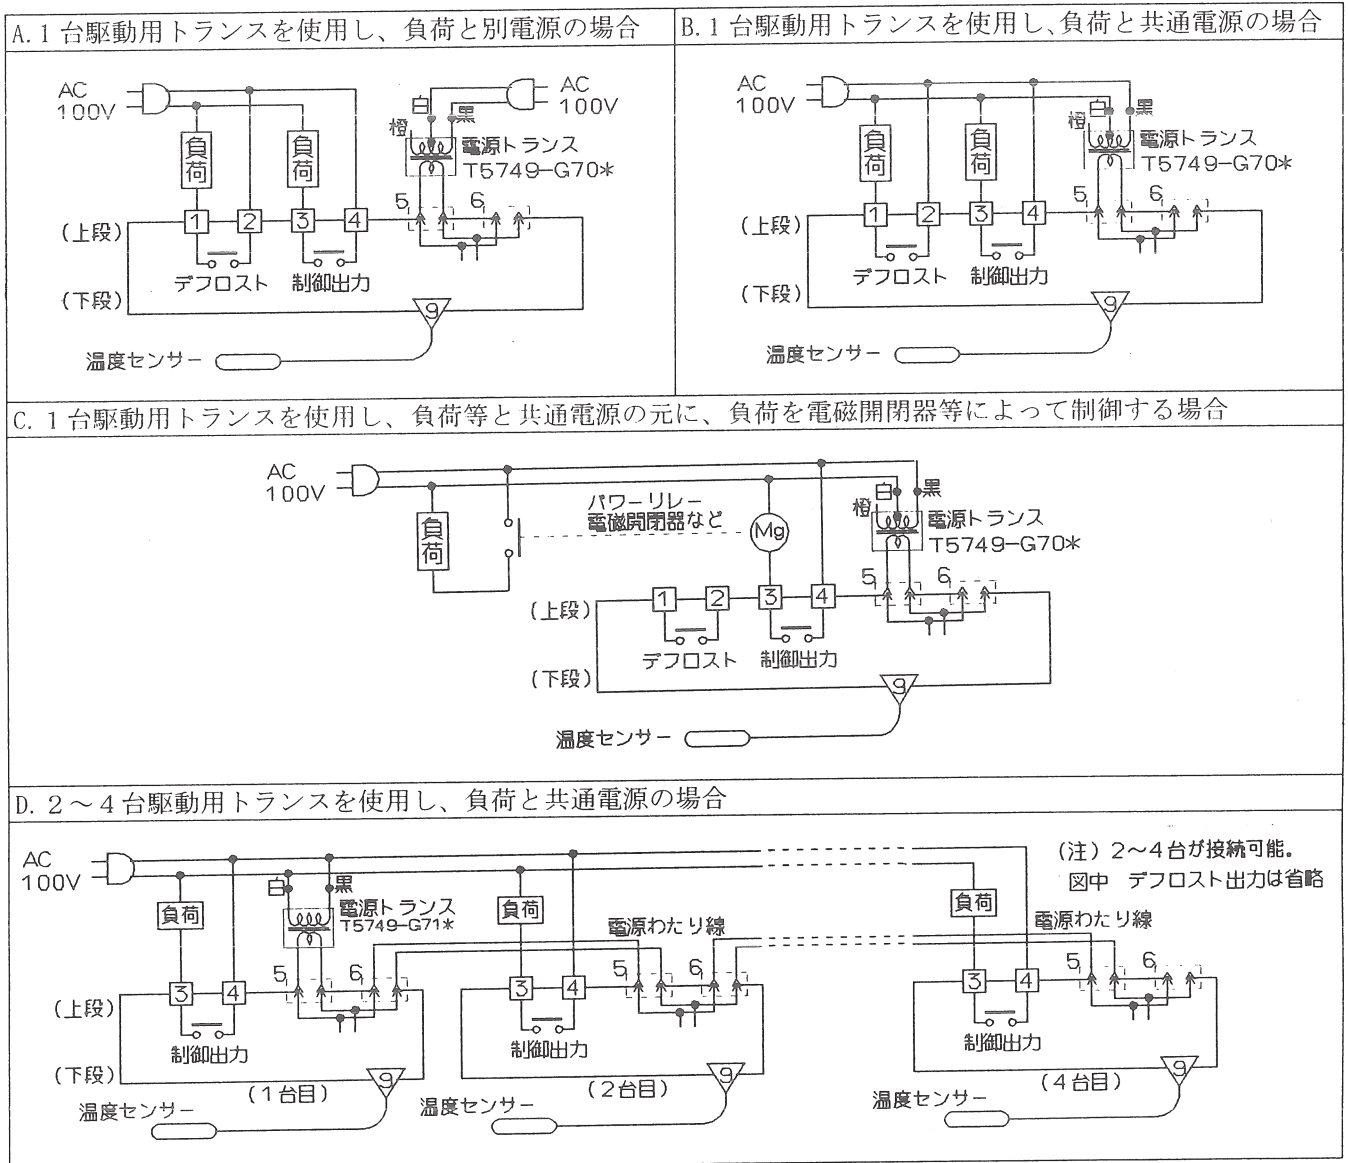 A.１台駆動用トランスを使用し、負荷と別電源の場合
AC
100V
白
黒
橙
AC
100V
負荷
負荷
電源トランス
T5749-G70*
5
6
(上段)
1
2
3
4
デフロスト
制御出力
(下段)
9
温度センサー
B.１台駆動用トランスを使用し、負荷と共通電源の場合
AC
100V
白
黒
橙
負荷
負荷
電源トランス
T5749-G70*
5
6
(上段)
1
2
3
4
デフロスト
制御出力
(下段)
9
温度センサー
C.１台駆動用トランスを使用し、負荷等と共通電源の元に、負荷を電磁開閉器等によって制御する場合
AC
100V
負荷
パワーリレー
電磁開閉器など
Mg
白
黒
橙
電源トランス
T5749-G70*
5
6
(上段)
1
2
3
4
デフロスト
制御出力
(下段)
9
温度センサー
D.２～４台駆動用トランスを使用し、負荷と共通電源の場合
AC
100V
(注) 2～4台が接続可能。
図中 デフロスト出力は省略
白
黒
負荷
電源トランス
T5749-G71*
負荷
電源わたり線
負荷
電源わたり線
(上段)
3
4
5
6
制御出力
(下段)
9
(1台目)
温度センサー
3
4
5
6
制御出力
9
(2台目)
温度センサー
3
4
5
6
制御出力
9
(4台目)
温度センサー